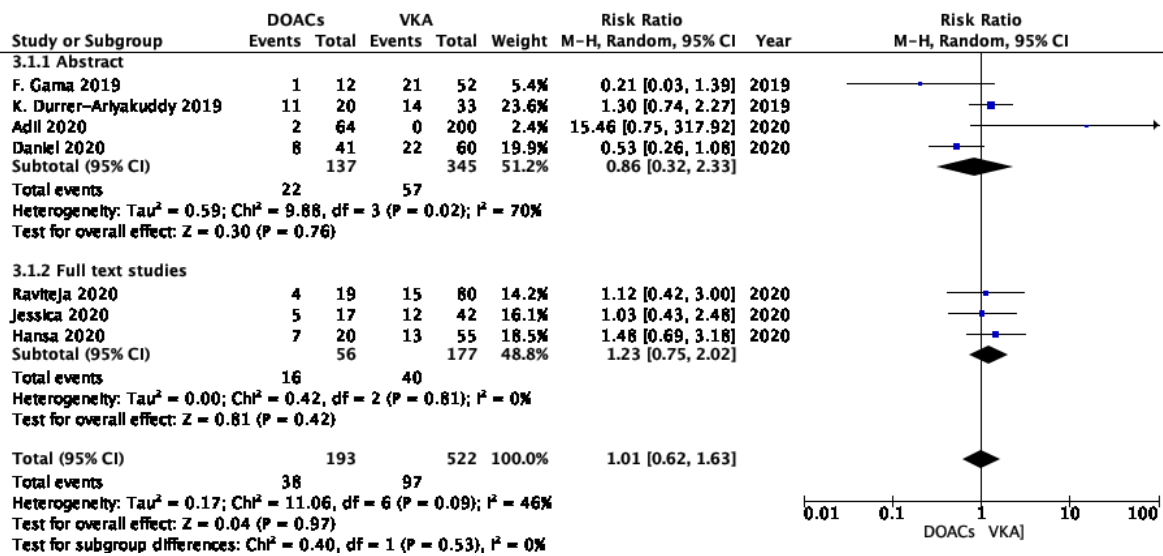 DOACs VKA Risk Ratio Risk Ratio
Study or Subgroup Events Total Events Total Weight M-H, Random, 95% CI Year M-H, Random, 95% CI
3.1.1 Abstract
F. Gama 2019 1 12 21 52 5.4% 0.21 [0.03, 1.39] 2019
K. Durrer-Ariyakuddy 2019 11 20 14 33 23.6% 1.30 [0.74, 2.27] 2019
Adil 2020 2 64 0 200 2.4% 15.46 [0.75, 317.92] 2020
Daniel 2020 8 41 22 60 19.9% 0.53 [0.26, 1.08] 2020
Subtotal (95% CI) 137 345 51.2% 0.86 [0.32, 2.33]
Total events 22 57
Heterogeneity: Tau² = 0.59; Chi² = 9.88, df = 3 (P = 0.02); I² = 70%
Test for overall effect: Z = 0.30 (P = 0.76)
3.1.2 Full text studies
Raviteja 2020 4 19 15 80 14.2% 1.12 [0.42, 3.00] 2020
Jessica 2020 5 17 12 42 16.1% 1.03 [0.43, 2.48] 2020
Hansa 2020 7 20 13 55 18.5% 1.48 [0.69, 3.18] 2020
Subtotal (95% CI) 56 177 48.8% 1.23 [0.75, 2.02]
Total events 16 40
Heterogeneity: Tau² = 0.00; Chi² = 0.42, df = 2 (P = 0.81); I² = 0%
Test for overall effect: Z = 0.81 (P = 0.42)
Total (95% CI) 193 522 100.0% 1.01 [0.62, 1.63]
Total events 38 97
Heterogeneity: Tau² = 0.17; Chi² = 11.06, df = 6 (P = 0.09); I² = 46%
Test for overall effect: Z = 0.04 (P = 0.97)
Test for subgroup differences: Chi² = 0.40, df = 1 (P = 0.53), I² = 0%
0.01 0.1 1 10 100
DOACs VKA]